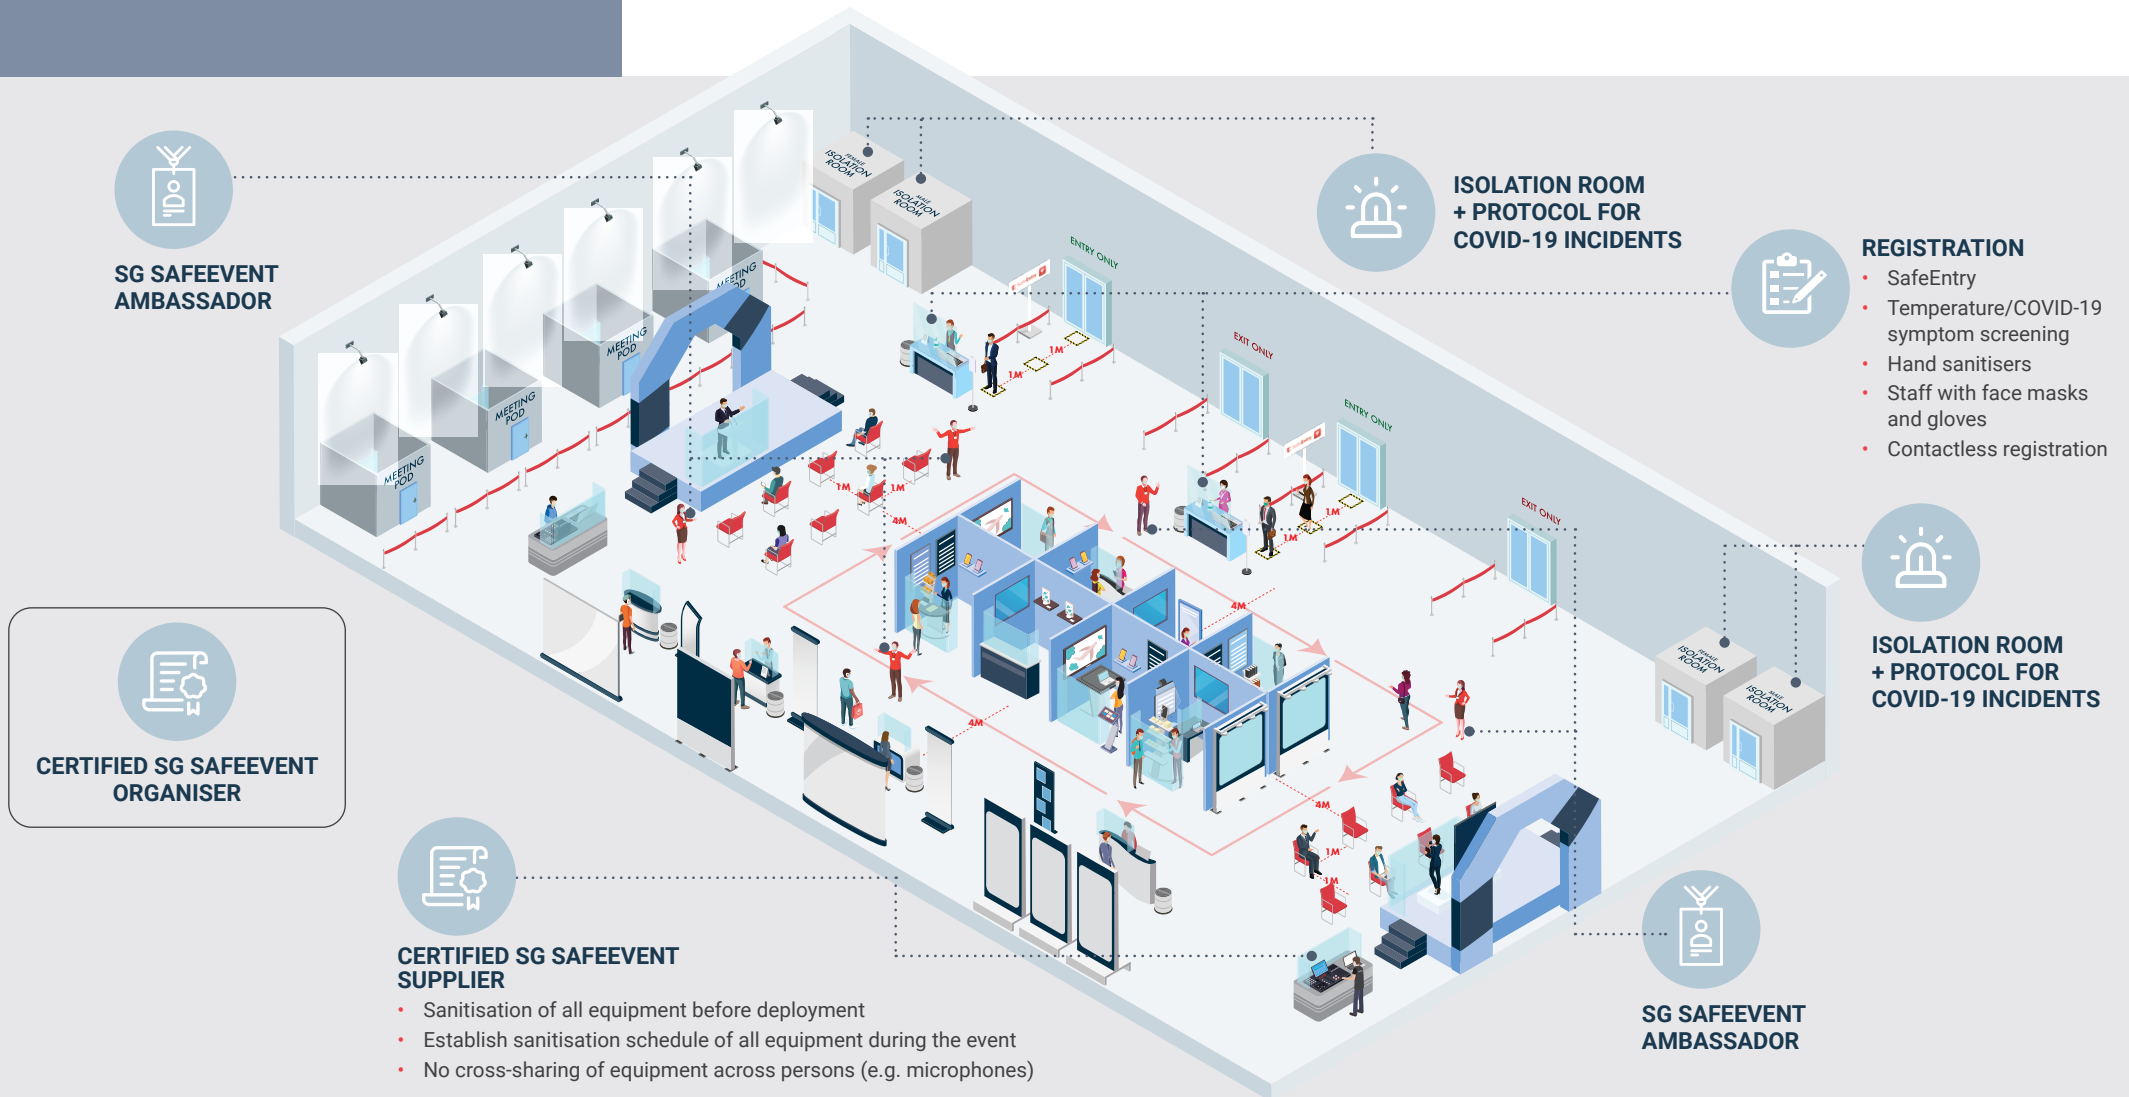 SG SAFEEVENT
AMBASSADOR
FEMALE
ISOLATION
ROOM
MALE
ISOLATION
ROOM
ISOLATION ROOM
+ PROTOCOL FOR
COVID-19 INCIDENTS
REGISTRATION
• SafeEntry
• Temperature/COVID-19
symptom screening
• Hand sanitisers
• Staff with face masks
and gloves
• Contactless registration
ENTRY ONLY
EXIT ONLY
ENTRY ONLY
EXIT ONLY
MEETING
POD
MEETING
POD
MEETING
POD
1M
1M
1M
1M
4M
1M
1M
4M
4M
4M
1M
1M
FEMALE
ISOLATION
ROOM
MALE
ISOLATION
ROOM
ISOLATION ROOM
+ PROTOCOL FOR
COVID-19 INCIDENTS
CERTIFIED SG SAFEEVENT
ORGANISER
CERTIFIED SG SAFEEVENT
SUPPLIER
• Sanitisation of all equipment before deployment
• Establish sanitisation schedule of all equipment during the event
• No cross-sharing of equipment across persons (e.g. microphones)
SG SAFEEVENT
AMBASSADOR